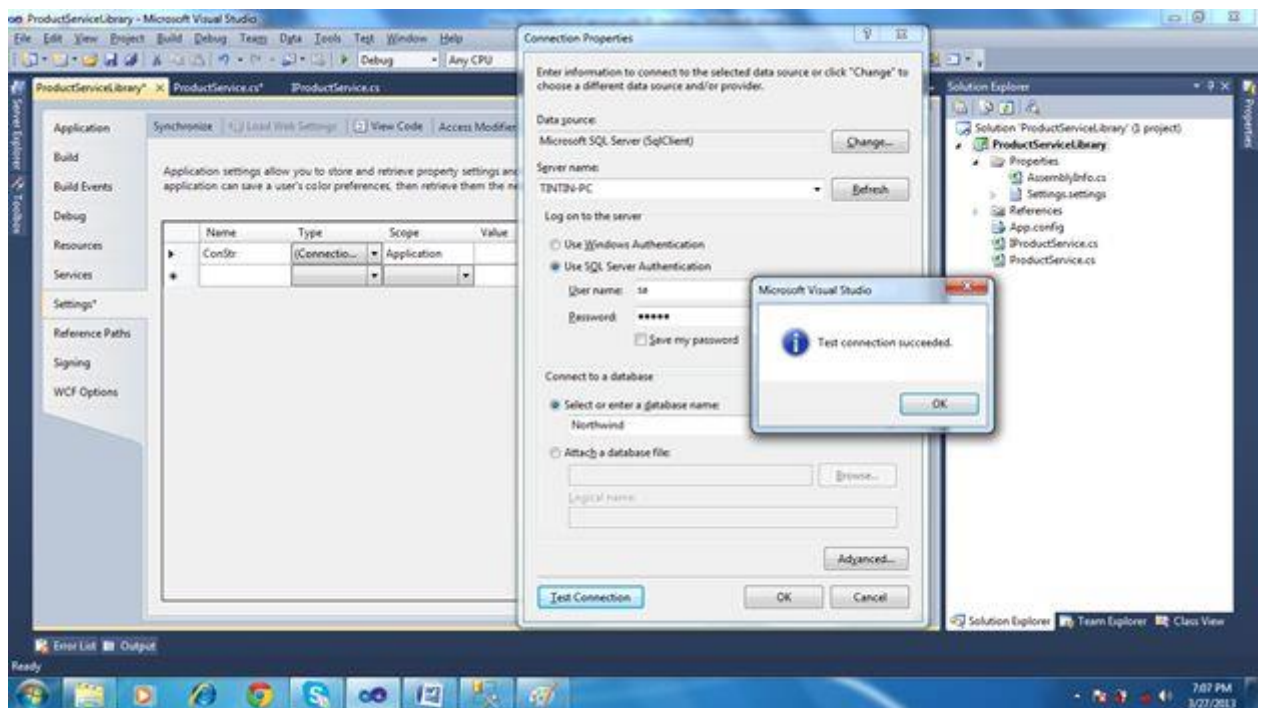 ProductServiceLibrary - Microsoft Visual Studio
File Edit View Project Build Debug Team Data Tools Test Window Help
Debug Any CPU
ProductServiceLibrary* ProductService.cs* IProductService.cs
Server Explorer
Toolbox
Application
Build
Build Events
Debug
Resources
Services
Settings*
Reference Paths
Signing
WCF Options
Synchronize Load Web Settings View Code Access Modifier
Application settings allow you to store and retrieve property settings and
application can save a user's color preferences, then retrieve them the ne
Name Type Scope Value
ConStr (Connectio... Application
Connection Properties
Enter information to connect to the selected data source or click "Change" to
choose a different data source and/or provider.
Data source:
Microsoft SQL Server (SqlClient)
Change...
Server name:
TINTIN-PC
Refresh
Log on to the server
Use Windows Authentication
Use SQL Server Authentication
User name: sa
Password: •••••
Save my password
Connect to a database
Select or enter a database name:
Northwind
Attach a database file:
Browse...
Logical name:
Advanced...
Test Connection OK Cancel
Microsoft Visual Studio
Test connection succeeded.
OK
Solution Explorer
Solution 'ProductServiceLibrary' (1 project)
ProductServiceLibrary
Properties
AssemblyInfo.cs
Settings.settings
References
App.config
IProductService.cs
ProductService.cs
Properties
Solution Explorer Team Explorer Class View
Error List Output
Ready
7:07 PM
3/27/2013